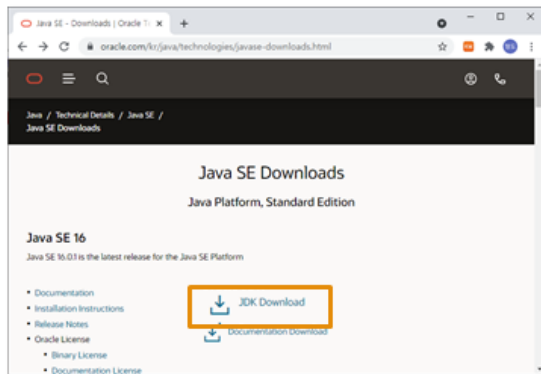 Java SE - Downloads | Oracle Te
oracle.com/kr/java/technologies/javase-downloads.html
Java / Technical Details / Java SE /
Java SE Downloads
Java SE Downloads
Java Platform, Standard Edition
Java SE 16
Java SE 16.0.1 is the latest release for the Java SE Platform
Documentation
Installation Instructions
Release Notes
Oracle License
Binary License
Documentation License
JDK Download
Documentation Download